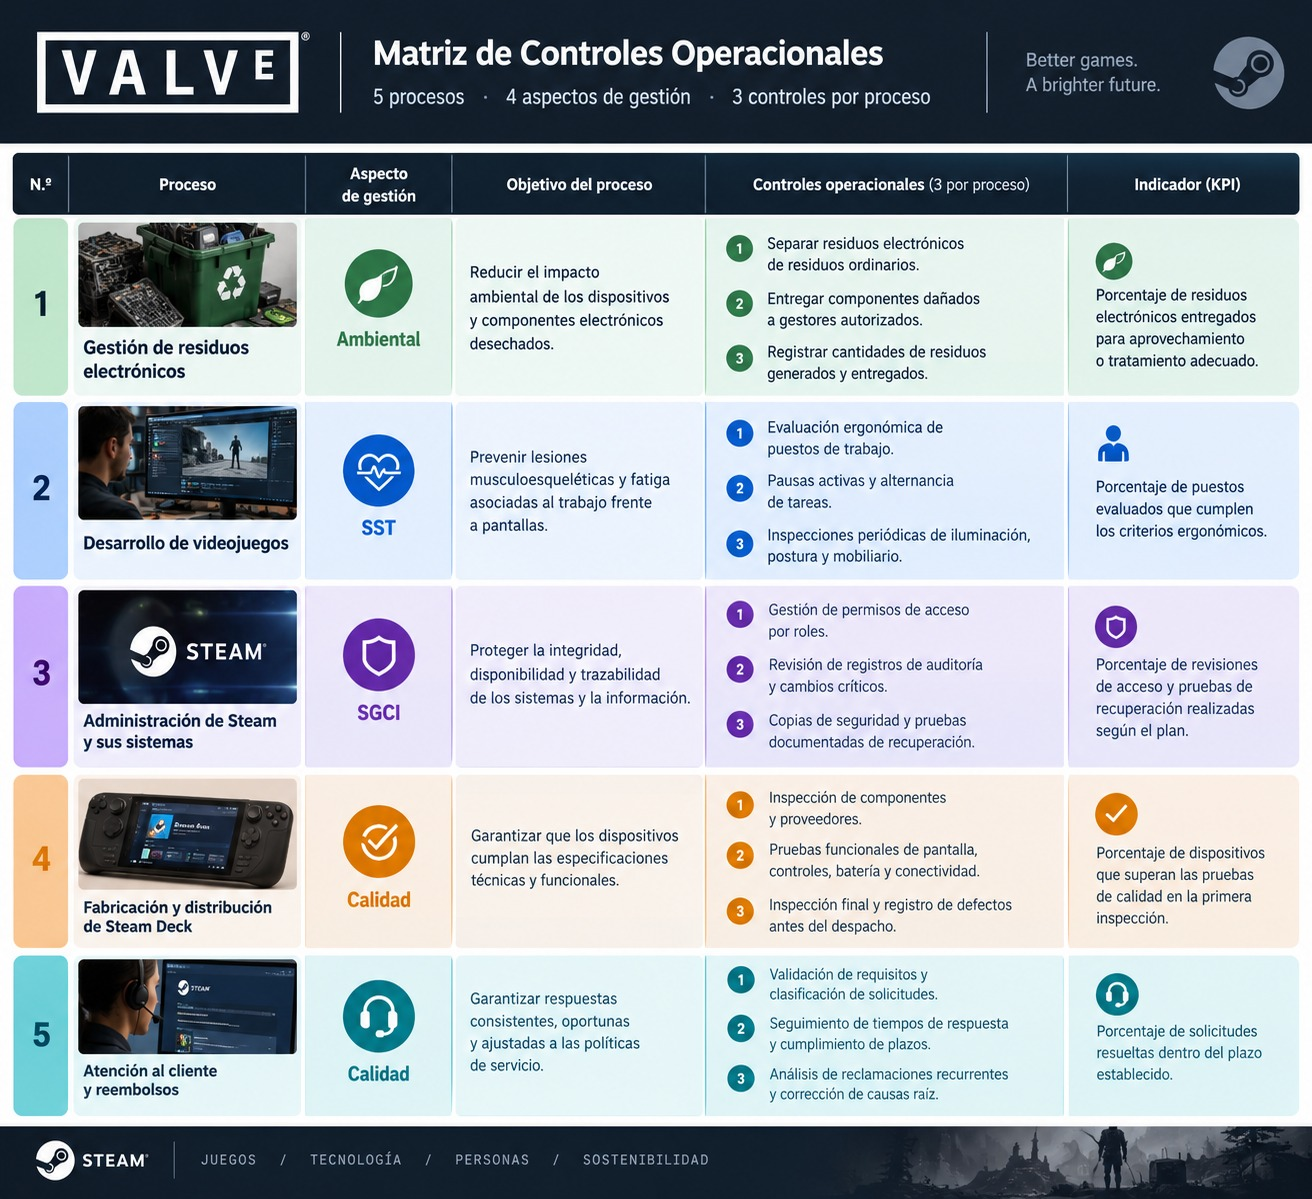 VALVE®
Matriz de Controles Operacionales
5 procesos · 4 aspectos de gestión · 3 controles por proceso
Better games.
A brighter future.
N.º
Proceso
Aspecto
de gestión
Objetivo del proceso
Controles operacionales (3 por proceso)
Indicador (KPI)
1
Gestión de residuos
electrónicos
Ambiental
Reducir el impacto
ambiental de los dispositivos
y componentes electrónicos
desechados.
1 Separar residuos electrónicos
de residuos ordinarios.
2 Entregar componentes dañados
a gestores autorizados.
3 Registrar cantidades de residuos
generados y entregados.
Porcentaje de residuos
electrónicos entregados
para aprovechamiento
o tratamiento adecuado.
2
Desarrollo de videojuegos
SST
Prevenir lesiones
musculoesqueléticas y fatiga
asociadas al trabajo frente
a pantallas.
1 Evaluación ergonómica de
puestos de trabajo.
2 Pausas activas y alternancia
de tareas.
3 Inspecciones periódicas de iluminación,
postura y mobiliario.
Porcentaje de puestos
evaluados que cumplen
los criterios ergonómicos.
3
STEAM®
Administración de Steam
y sus sistemas
SGCI
Proteger la integridad,
disponibilidad y trazabilidad
de los sistemas y la información.
1 Gestión de permisos de acceso
por roles.
2 Revisión de registros de auditoría
y cambios críticos.
3 Copias de seguridad y pruebas
documentadas de recuperación.
Porcentaje de revisiones
de acceso y pruebas de
recuperación realizadas
según el plan.
4
Fabricación y distribución
de Steam Deck
Calidad
Garantizar que los dispositivos
cumplan las especificaciones
técnicas y funcionales.
1 Inspección de componentes
y proveedores.
2 Pruebas funcionales de pantalla,
controles, batería y conectividad.
3 Inspección final y registro de defectos
antes del despacho.
Porcentaje de dispositivos
que superan las pruebas
de calidad en la primera
inspección.
5
Atención al cliente
y reembolsos
Calidad
Garantizar respuestas
consistentes, oportunas
y ajustadas a las políticas
de servicio.
1 Validación de requisitos y
clasificación de solicitudes.
2 Seguimiento de tiempos de respuesta
y cumplimiento de plazos.
3 Análisis de reclamaciones recurrentes
y corrección de causas raíz.
Porcentaje de solicitudes
resueltas dentro del plazo
establecido.
STEAM®
JUEGOS / TECNOLOGÍA / PERSONAS / SOSTENIBILIDAD